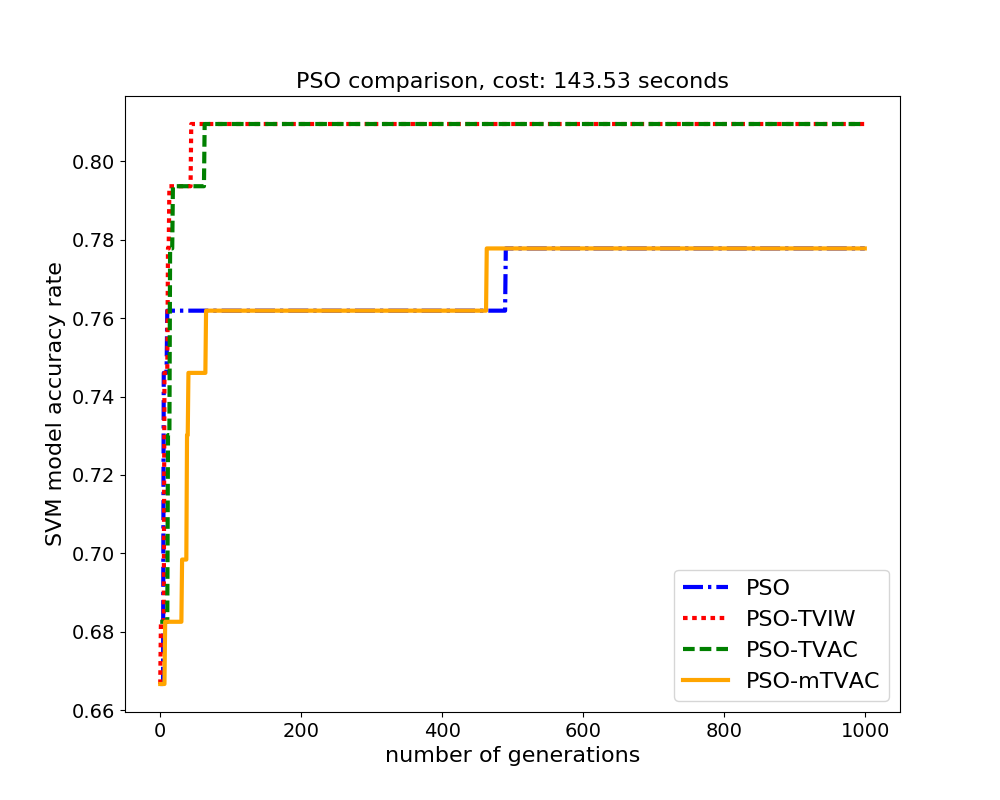 PSO comparison, cost: 143.53 seconds
SVM model accuracy rate
0.80
0.78
0.76
0.74
0.72
0.70
0.68
0.66
0
200
400
600
800
1000
number of generations
PSO
PSO-TVIW
PSO-TVAC
PSO-mTVAC